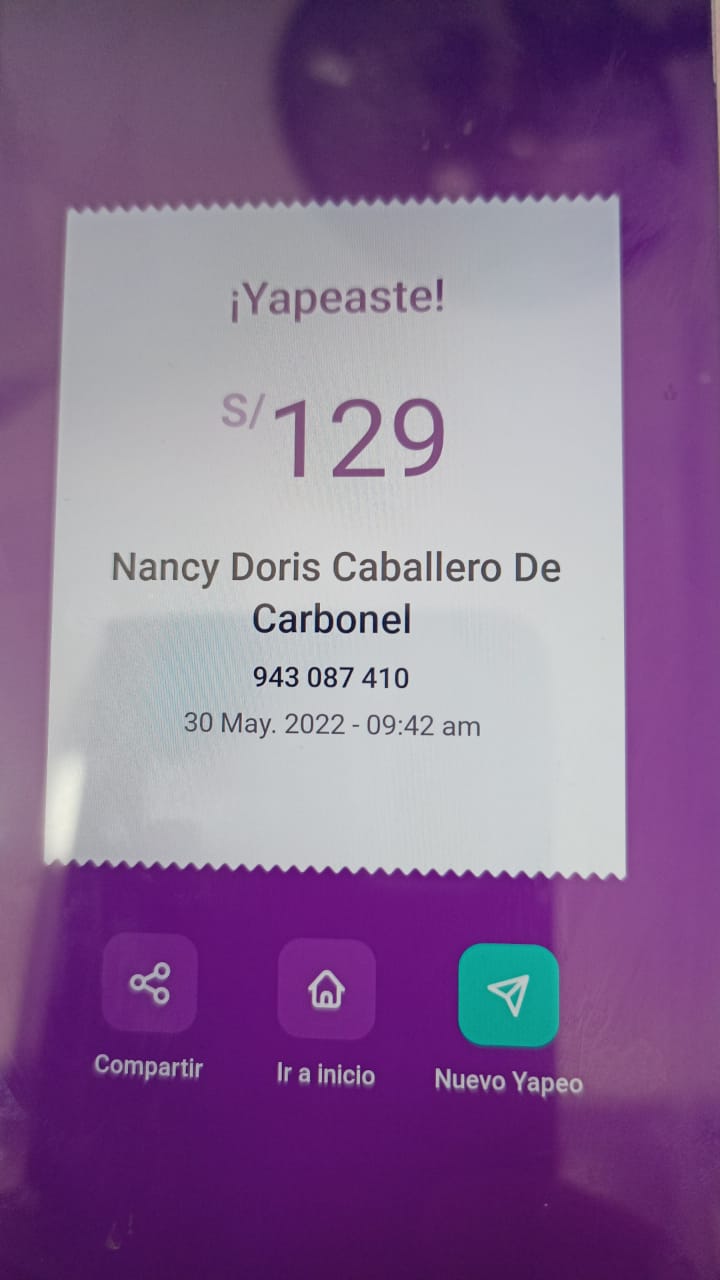 ¡Yapeaste!
S/129
Nancy Doris Caballero De
Carbonel
943 087 410
30 May. 2022 - 09:42 am
Compartir
Ir a inicio
Nuevo Yapeo